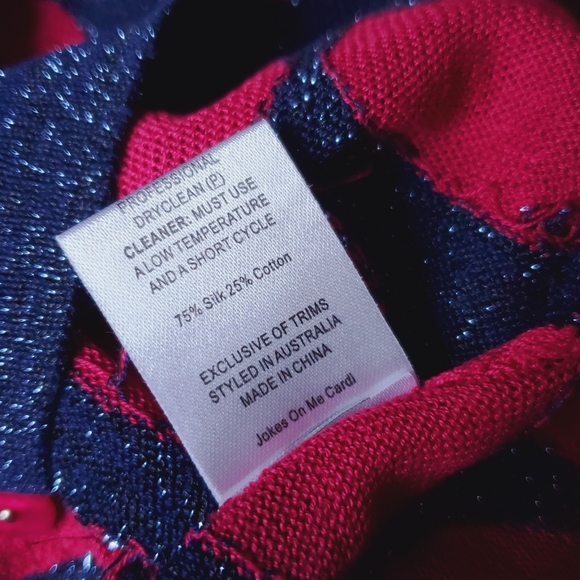 PROFESSIONAL
DRYCLEAN (P)
CLEANER: MUST USE
A LOW TEMPERATURE
AND A SHORT CYCLE
75% Silk 25% Cotton
EXCLUSIVE OF TRIMS
STYLED IN AUSTRALIA
MADE IN CHINA
Jokes On Me Cardi